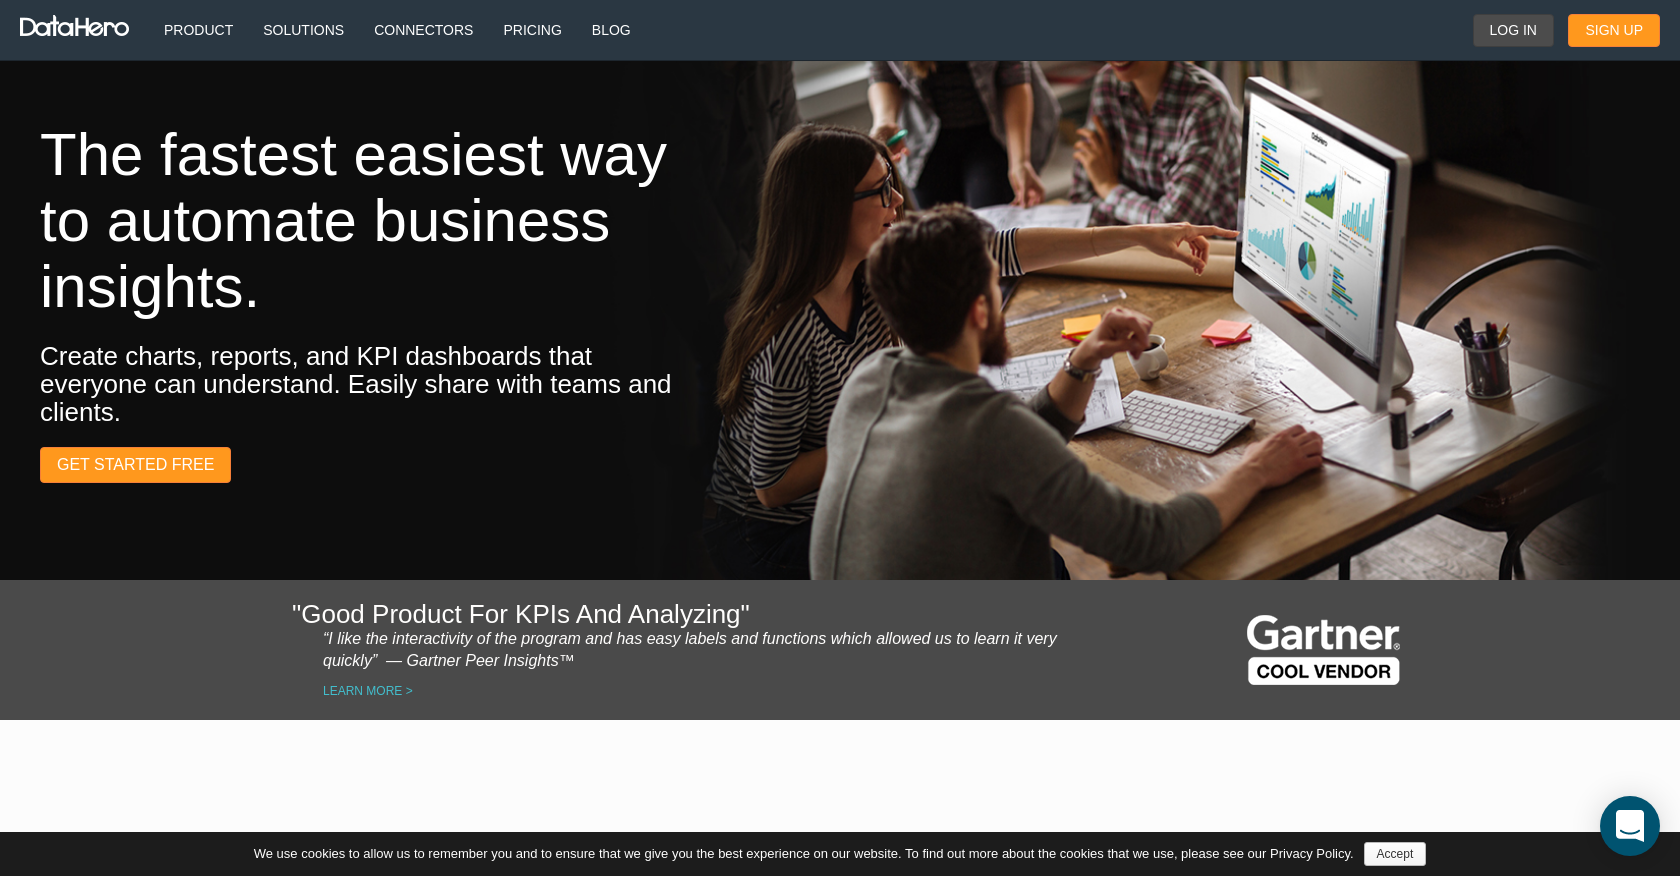 DataHero
PRODUCT
SOLUTIONS
CONNECTORS
PRICING
BLOG
LOG IN
SIGN UP
The fastest easiest way
to automate business
insights.
Create charts, reports, and KPI dashboards that
everyone can understand. Easily share with teams and
clients.
GET STARTED FREE
DataHero
"Good Product For KPIs And Analyzing"
“I like the interactivity of the program and has easy labels and functions which allowed us to learn it very
quickly”  — Gartner Peer Insights™
LEARN MORE >
Gartner®
COOL VENDOR
We use cookies to allow us to remember you and to ensure that we give you the best experience on our website. To find out more about the cookies that we use, please see our Privacy Policy.
Accept